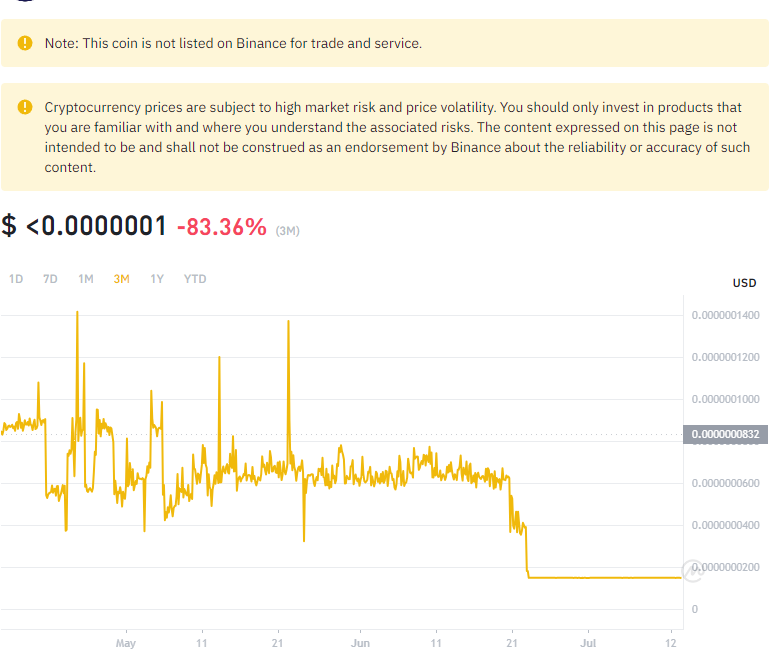 Note: This coin is not listed on Binance for trade and service.
Cryptocurrency prices are subject to high market risk and price volatility. You should only invest in products that
you are familiar with and where you understand the associated risks. The content expressed on this page is not
intended to be and shall not be construed as an endorsement by Binance about the reliability or accuracy of such
content.
$ <0.0000001 -83.36% (3M)
1D 7D 1M 3M 1Y YTD
USD
0.0000001400
0.0000001200
0.0000001000
0.0000000832
0.0000000600
0.0000000400
0.0000000200
0
May 11 21 Jun 11 21 Jul 12